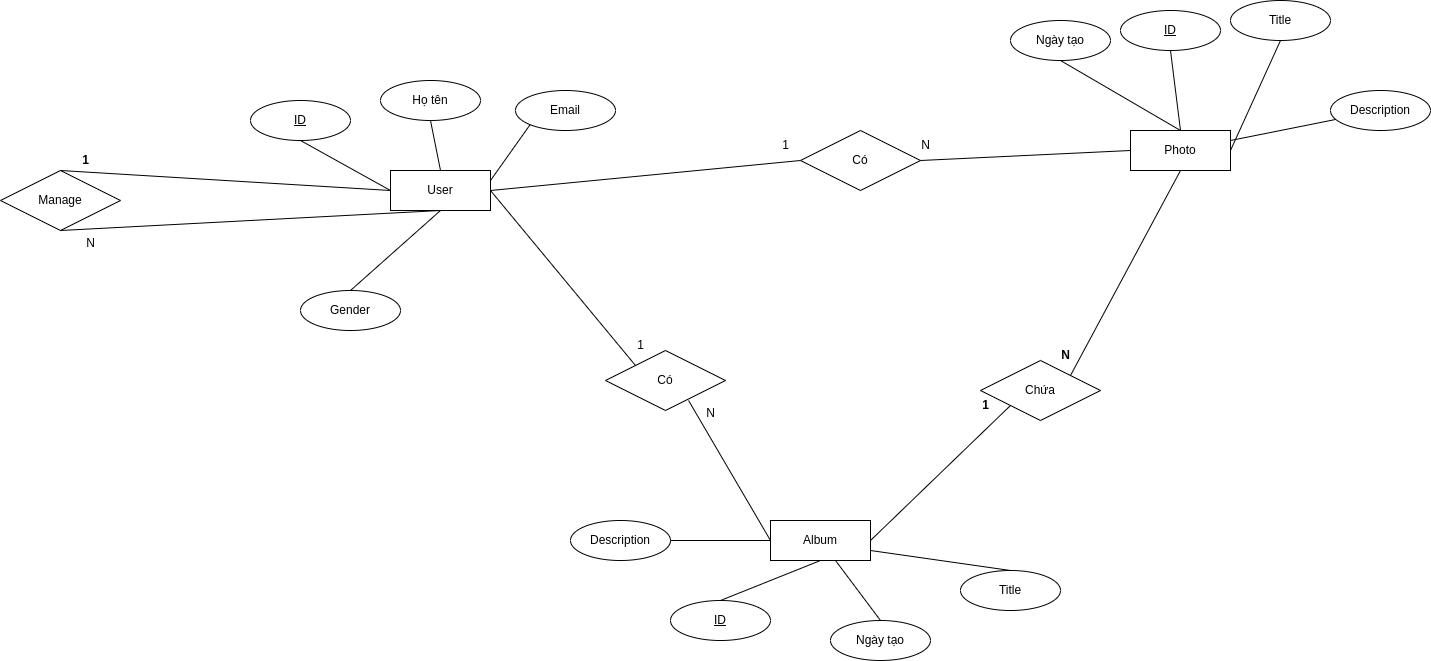 Title
ID
Ngày tạo
Họ tên
Email
Description
ID
1
1
N
Có
Photo
User
Manage
N
Gender
1
N
Có
Chứa
1
N
Description
Album
Title
ID
Ngày tạo